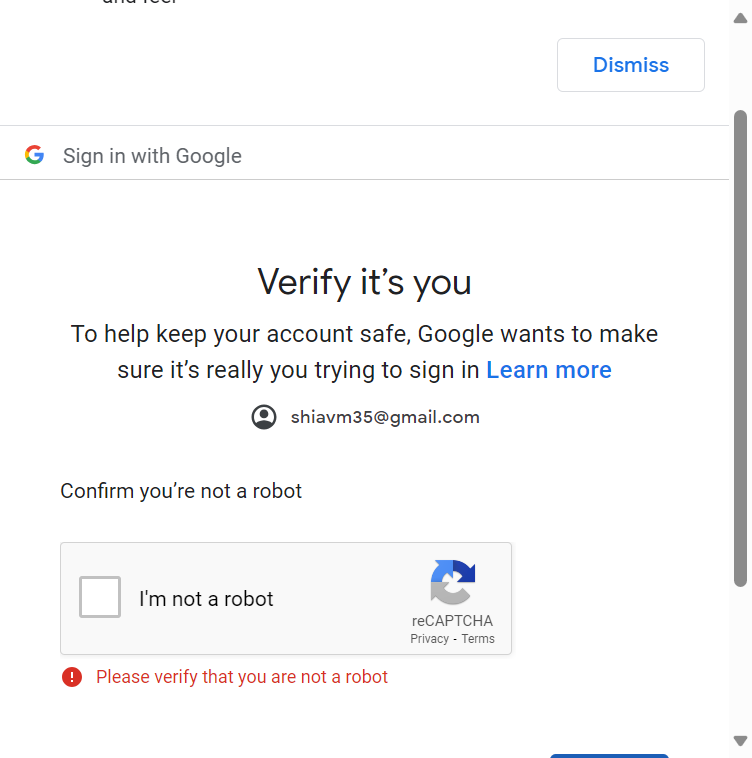 and feel
Dismiss
Sign in with Google
Verify it’s you
To help keep your account safe, Google wants to make
sure it’s really you trying to sign in Learn more
shiavm35@gmail.com
Confirm you’re not a robot
I'm not a robot
reCAPTCHA
Privacy - Terms
Please verify that you are not a robot